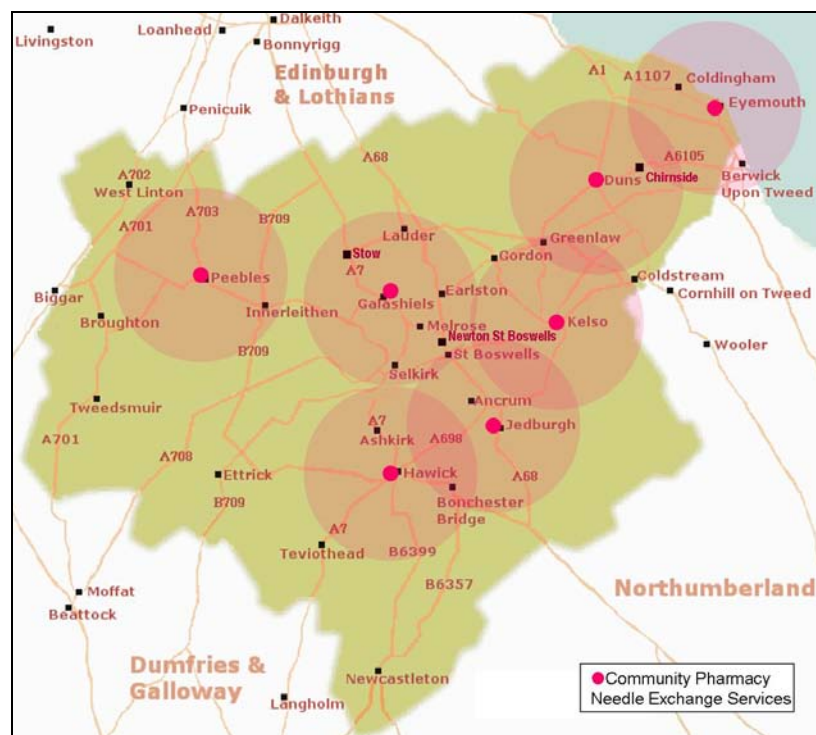 Dalkeith
Livingston
Loanhead
Bonnyrigg
Edinburgh
& Lothians
A1
A1107
Coldingham
Eyemouth
Penicuik
A68
A6105
A702
West Linton
Chirnside
Berwick
Upon Tweed
Duns
A703
B709
A701
Lauder
Greenlaw
Stow
Gordon
A7
Peebles
Coldstream
Biggar
Galashiels
Earlston
Cornhill on Tweed
Innerleithen
Broughton
Melrose
Kelso
Newton St Boswells
Wooler
B709
St Boswells
Selkirk
Tweedsmuir
Ancrum
A7
Jedburgh
A701
Ashkirk
A698
A708
Ettrick
Hawick
A68
B709
Bonchester
Bridge
A7
Teviothead
B6399
B6357
Moffat
Northumberland
Beattock
Dumfries &
Galloway
Newcastleton
Langholm
Community Pharmacy
Needle Exchange Services